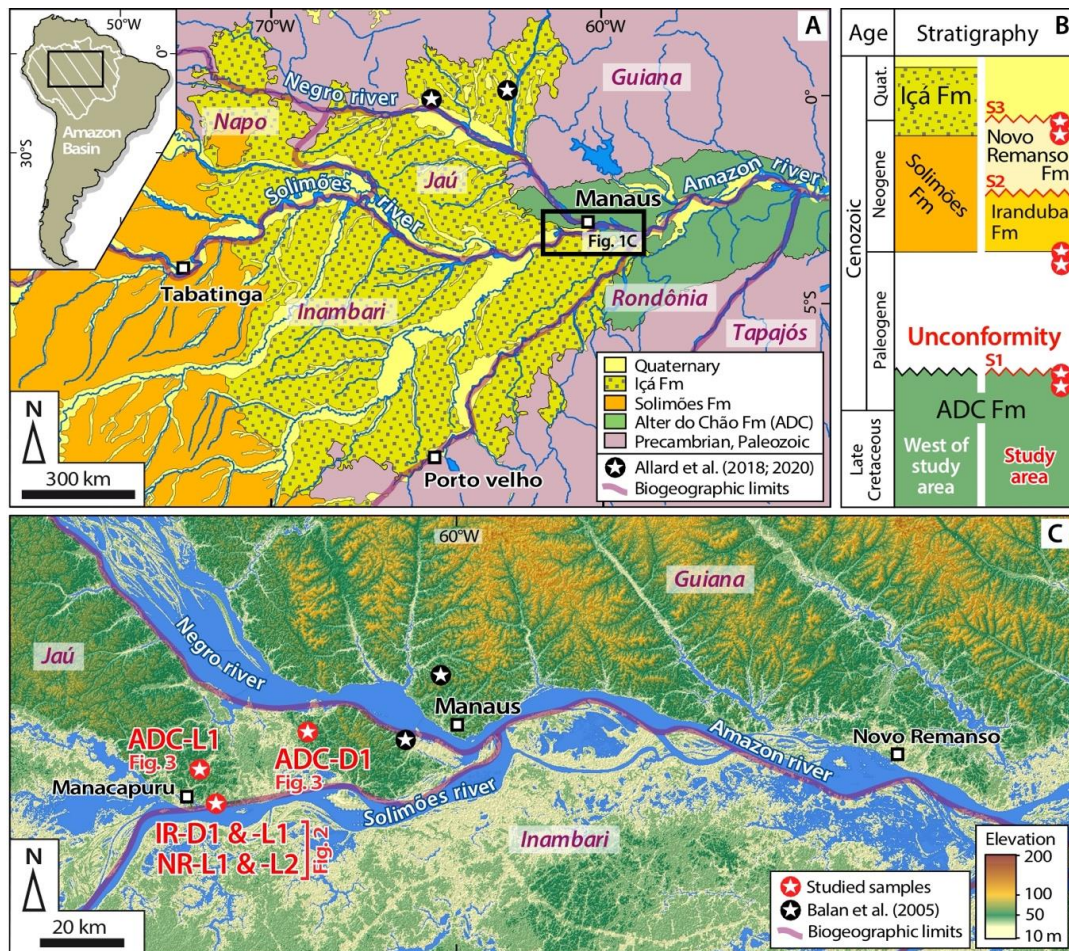 50°W
0°
30°S
Amazon
Basin
70°W
60°W
A
Guiana
0°
Negro river
Napo
Jaú
Solimões
river
Amazon
river
Manaus
Fig. 1C
Tabatinga
Inambari
Rondônia
5°S
Tapajós
Porto velho
N
300 km
Quaternary
Içá Fm
Solimões Fm
Alter do Chão Fm (ADC)
Precambrian, Paleozoic
Allard et al. (2018; 2020)
Biogeographic limits
Age
Stratigraphy
B
Cenozoic
Quat.
Neogene
Paleogene
Late
Cretaceous
Içá Fm
Solimões
Fm
S3
Novo
Remanso
Fm
S2
Iranduba
Fm
Unconformity
S1
ADC Fm
West of
study
area
Study
area
60°W
C
Guiana
Jaú
Negro river
Manaus
ADC-L1
Fig. 3
ADC-D1
Fig. 3
Manacapuru
Solimões river
Amazon river
Novo Remanso
IR-D1 & -L1
NR-L1 & -L2
Fig. 2
Inambari
N
20 km
Studied samples
Balan et al. (2005)
Biogeographic limits
Elevation
200
100
50
10 m